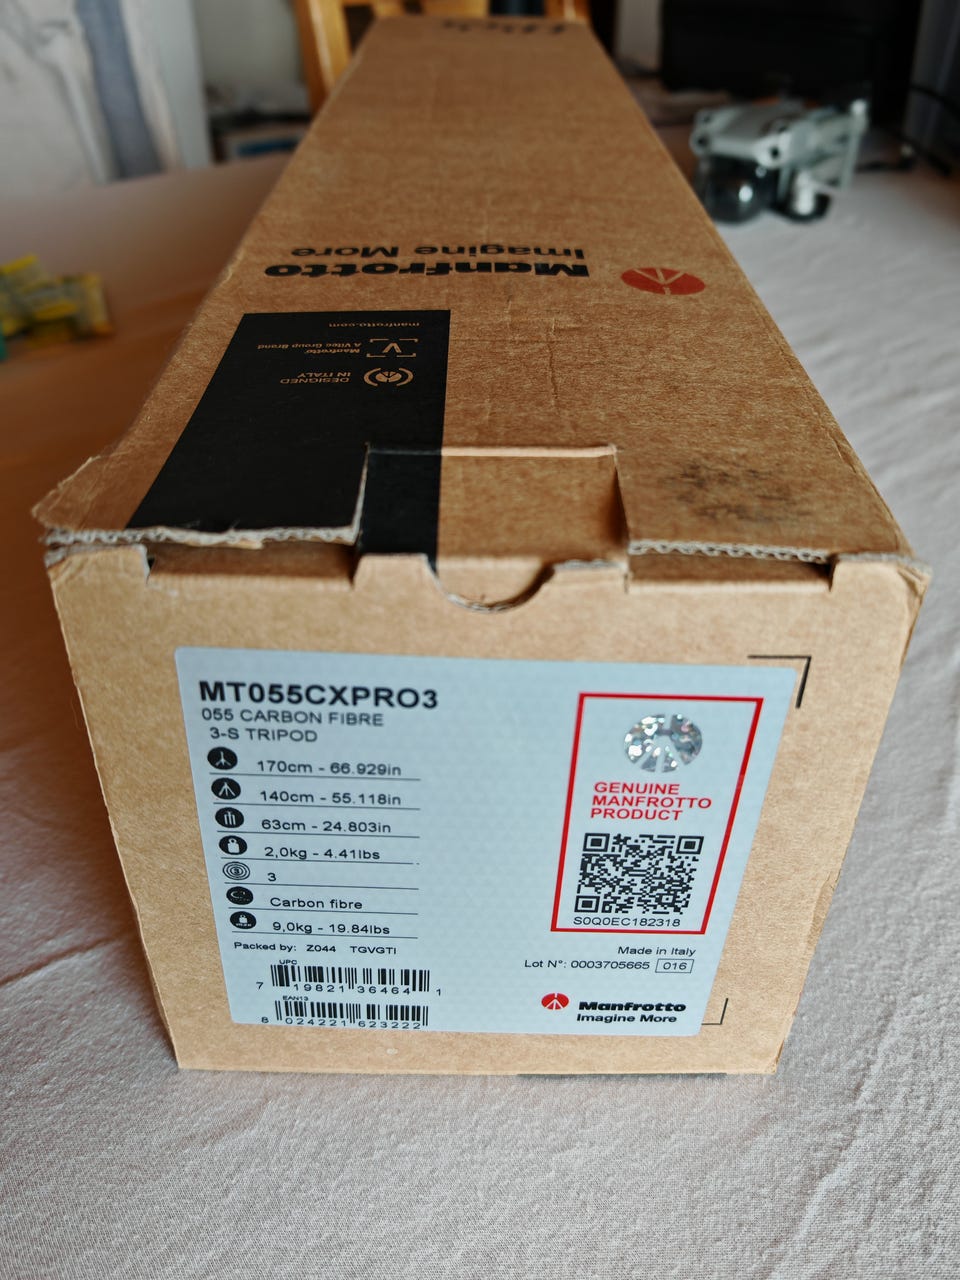 Manfrotto
Imagine More
manfrotto.com
Manfrotto
A Vitec Group Brand
DESIGNED
IN ITALY
MT055CXPRO3
055 CARBON FIBRE
3-S TRIPOD
170cm - 66.929in
140cm - 55.118in
63cm - 24.803in
2,0kg - 4.41lbs
3
Carbon fibre
9,0kg - 19.84lbs
Packed by: Z044 TGVGTI
UPC
7 19821 36464 1
EAN13
8 024221 623222
GENUINE
MANFROTTO
PRODUCT
S0Q0EC182318
Made in Italy
Lot N°: 0003705665 016
Manfrotto
Imagine More